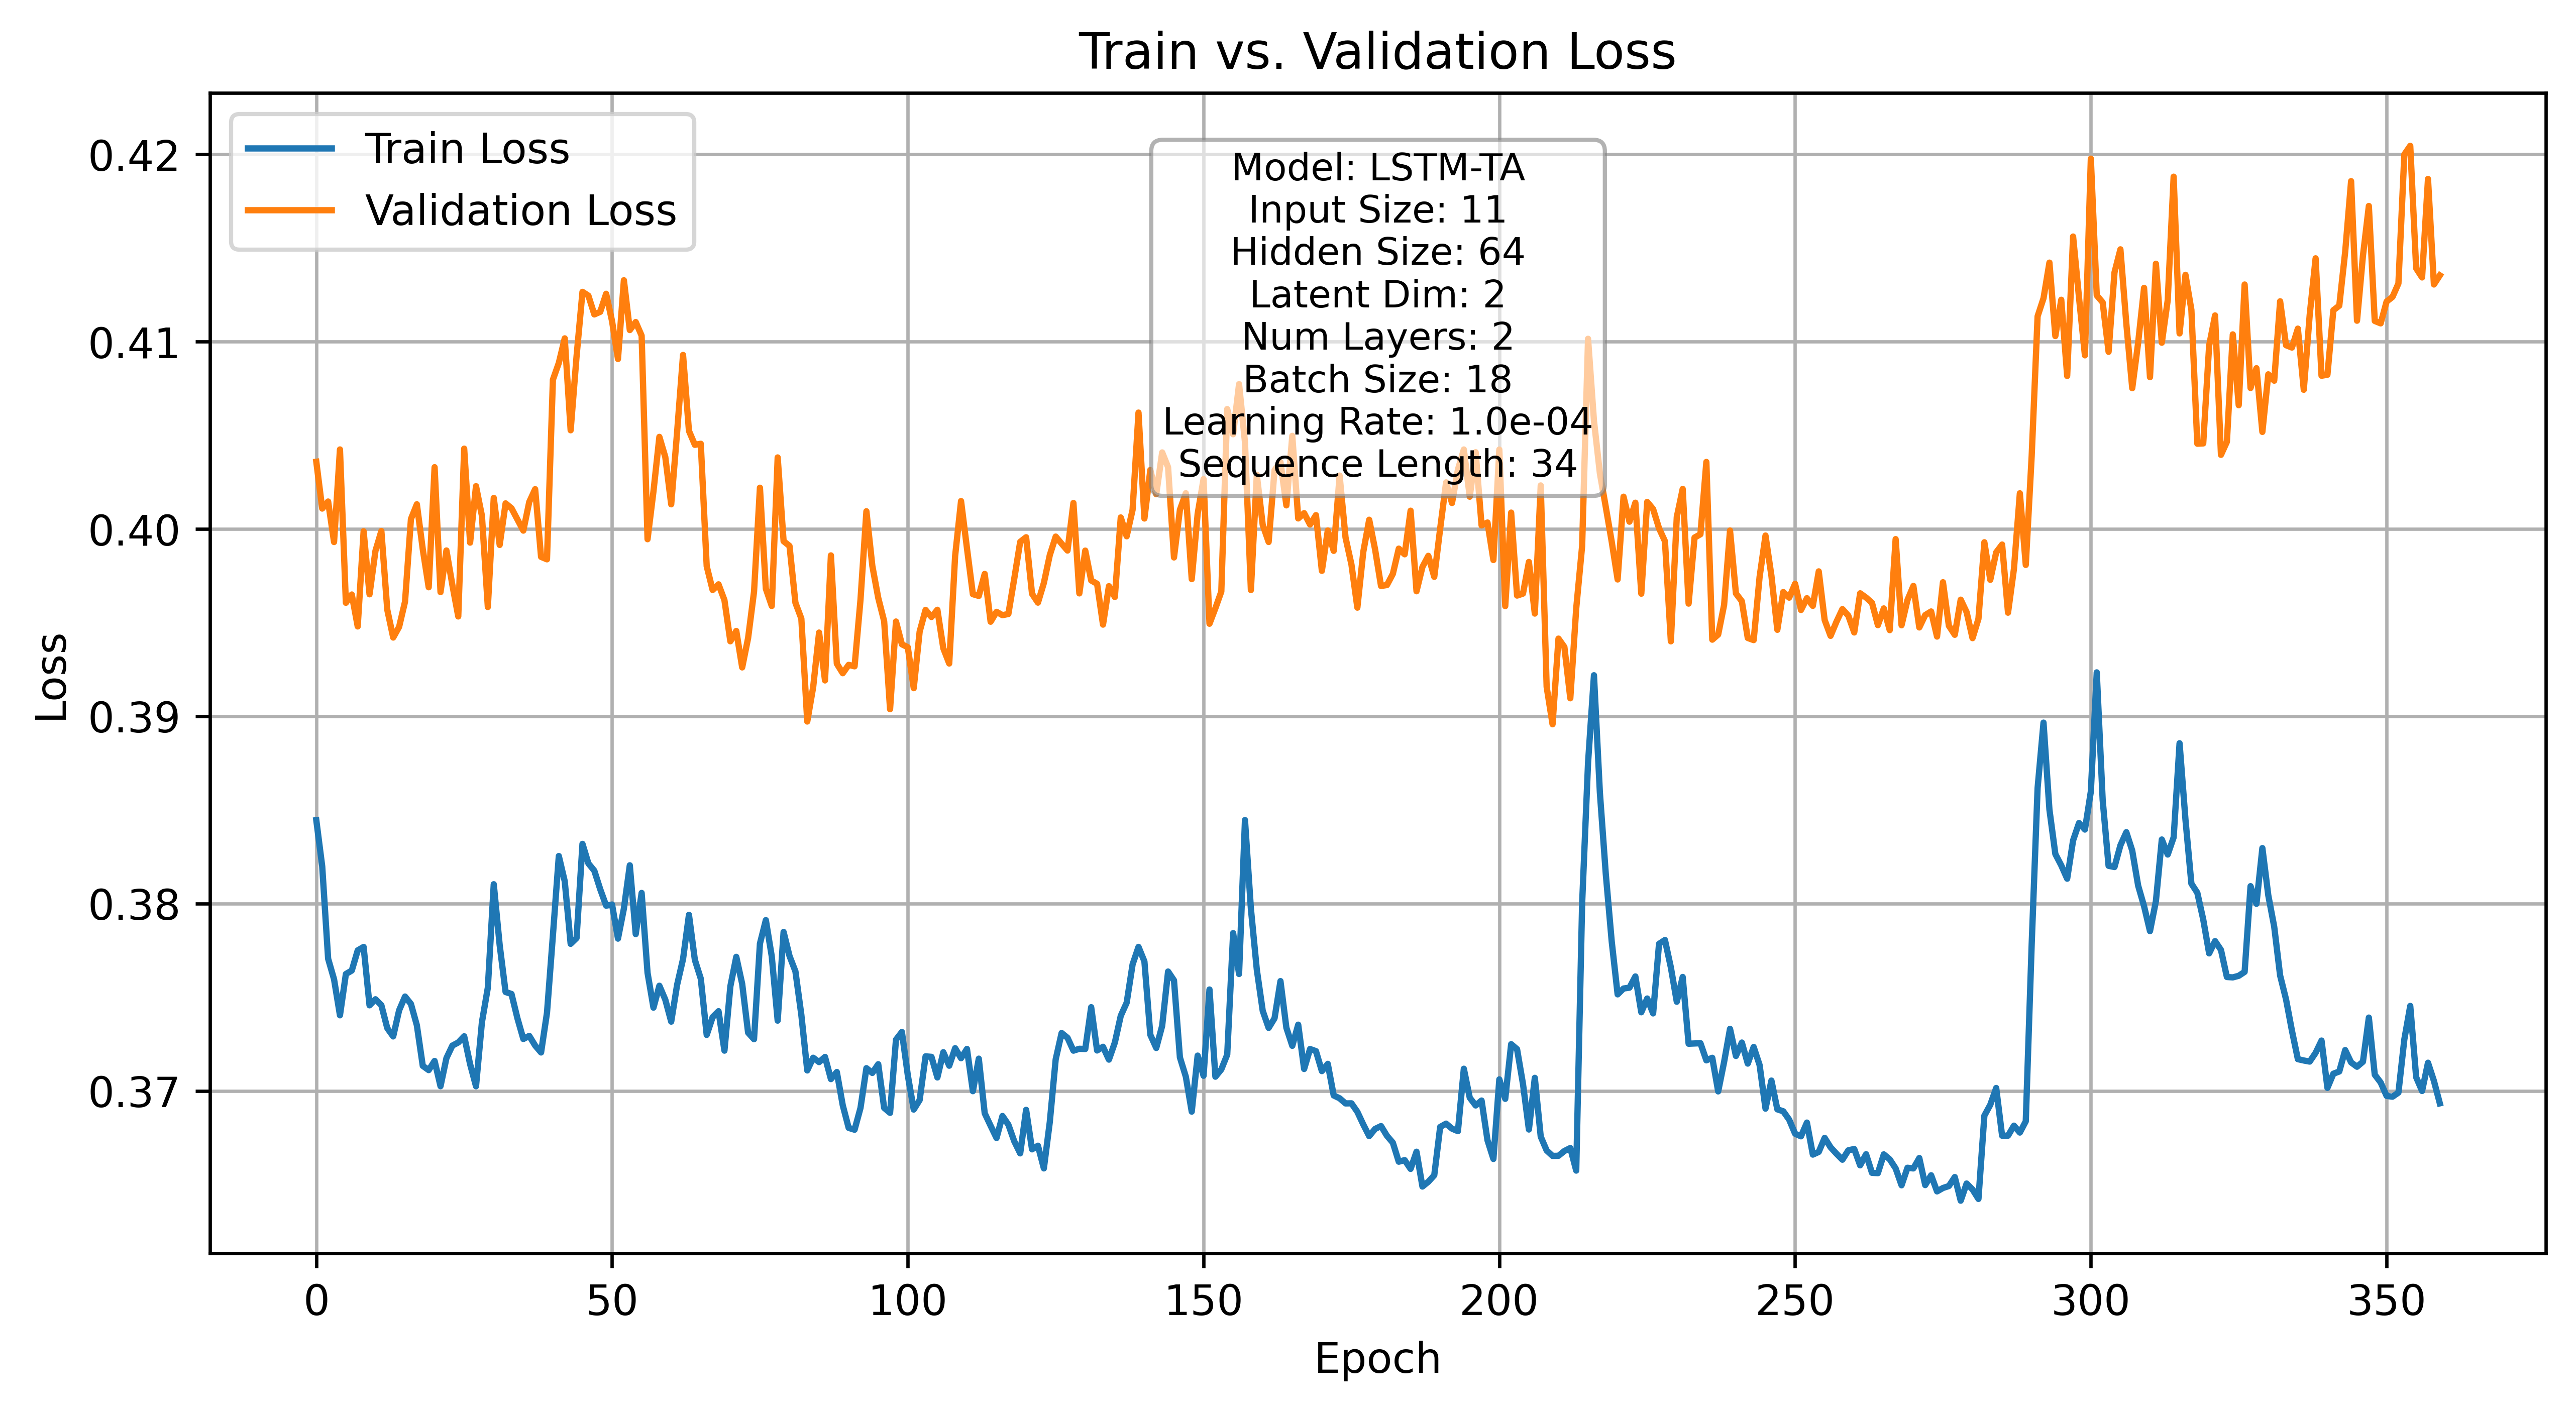 Train vs. Validation Loss
Train Loss
Validation Loss
Model: LSTM-TA
Input Size: 11
Hidden Size: 64
Latent Dim: 2
Num Layers: 2
Batch Size: 18
Learning Rate: 1.0e-04
Sequence Length: 34
0.42
0.41
0.40
0.39
0.38
0.37
Loss
0 50 100 150 200 250 300 350
Epoch